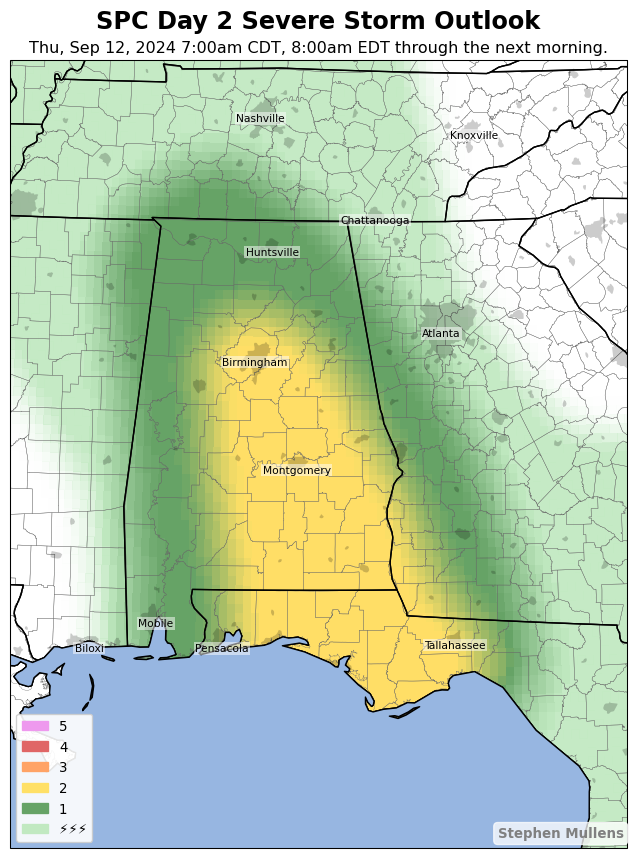 SPC Day 2 Severe Storm Outlook
Thu, Sep 12, 2024 7:00am CDT, 8:00am EDT through the next morning.
Nashville
Knoxville
Chattanooga
Huntsville
Atlanta
Birmingham
Montgomery
Mobile
Biloxi
Pensacola
Tallahassee
5
4
3
2
1
⚡⚡⚡
Stephen Mullens